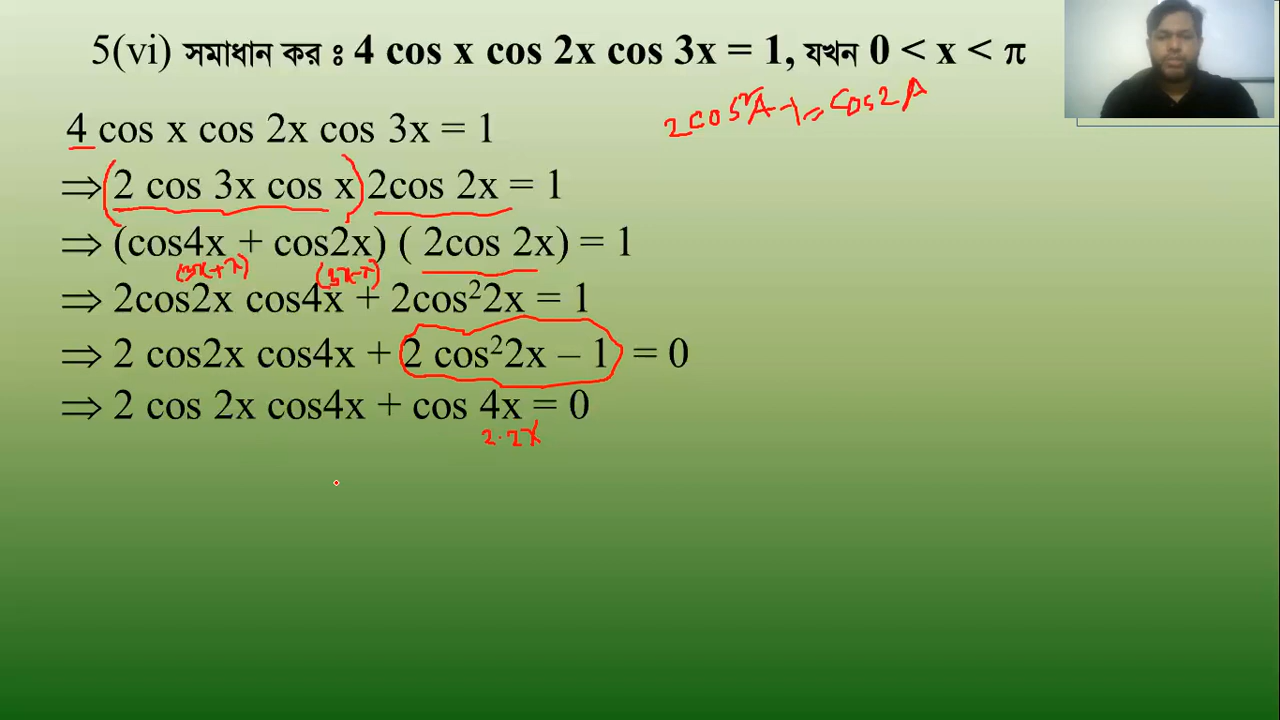 5(vi) সমাধান কর ঃ 4 cos x cos 2x cos 3x = 1, যখন 0 < x < π
2cos²A-1=cos2A
4 cos x cos 2x cos 3x = 1
⇒(2 cos 3x cos x) 2cos 2x = 1
⇒ (cos4x + cos2x) ( 2cos 2x) = 1
(3x+x) (3x-x)
⇒ 2cos2x cos4x + 2cos²2x = 1
⇒ 2 cos2x cos4x + 2 cos²2x – 1 = 0
⇒ 2 cos 2x cos4x + cos 4x = 0
2·2x